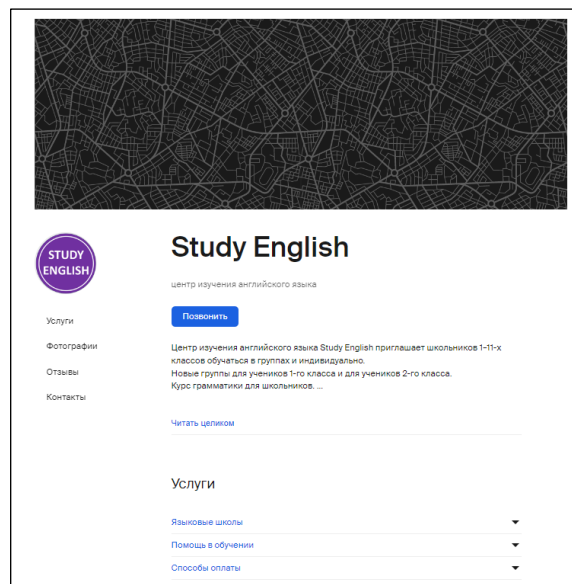 STUDY
ENGLISH
Study English
центр изучения английского языка
Позвонить
Услуги
Фотографии
Отзывы
Контакты
Центр изучения английского языка Study English приглашает школьников 1-11-х
классов обучаться в группах и индивидуально.
Новые группы для учеников 1-го класса и для учеников 2-го класса.
Курс грамматики для школьников. ...
Читать целиком
Услуги
Языковые школы
Помощь в обучении
Способы оплаты